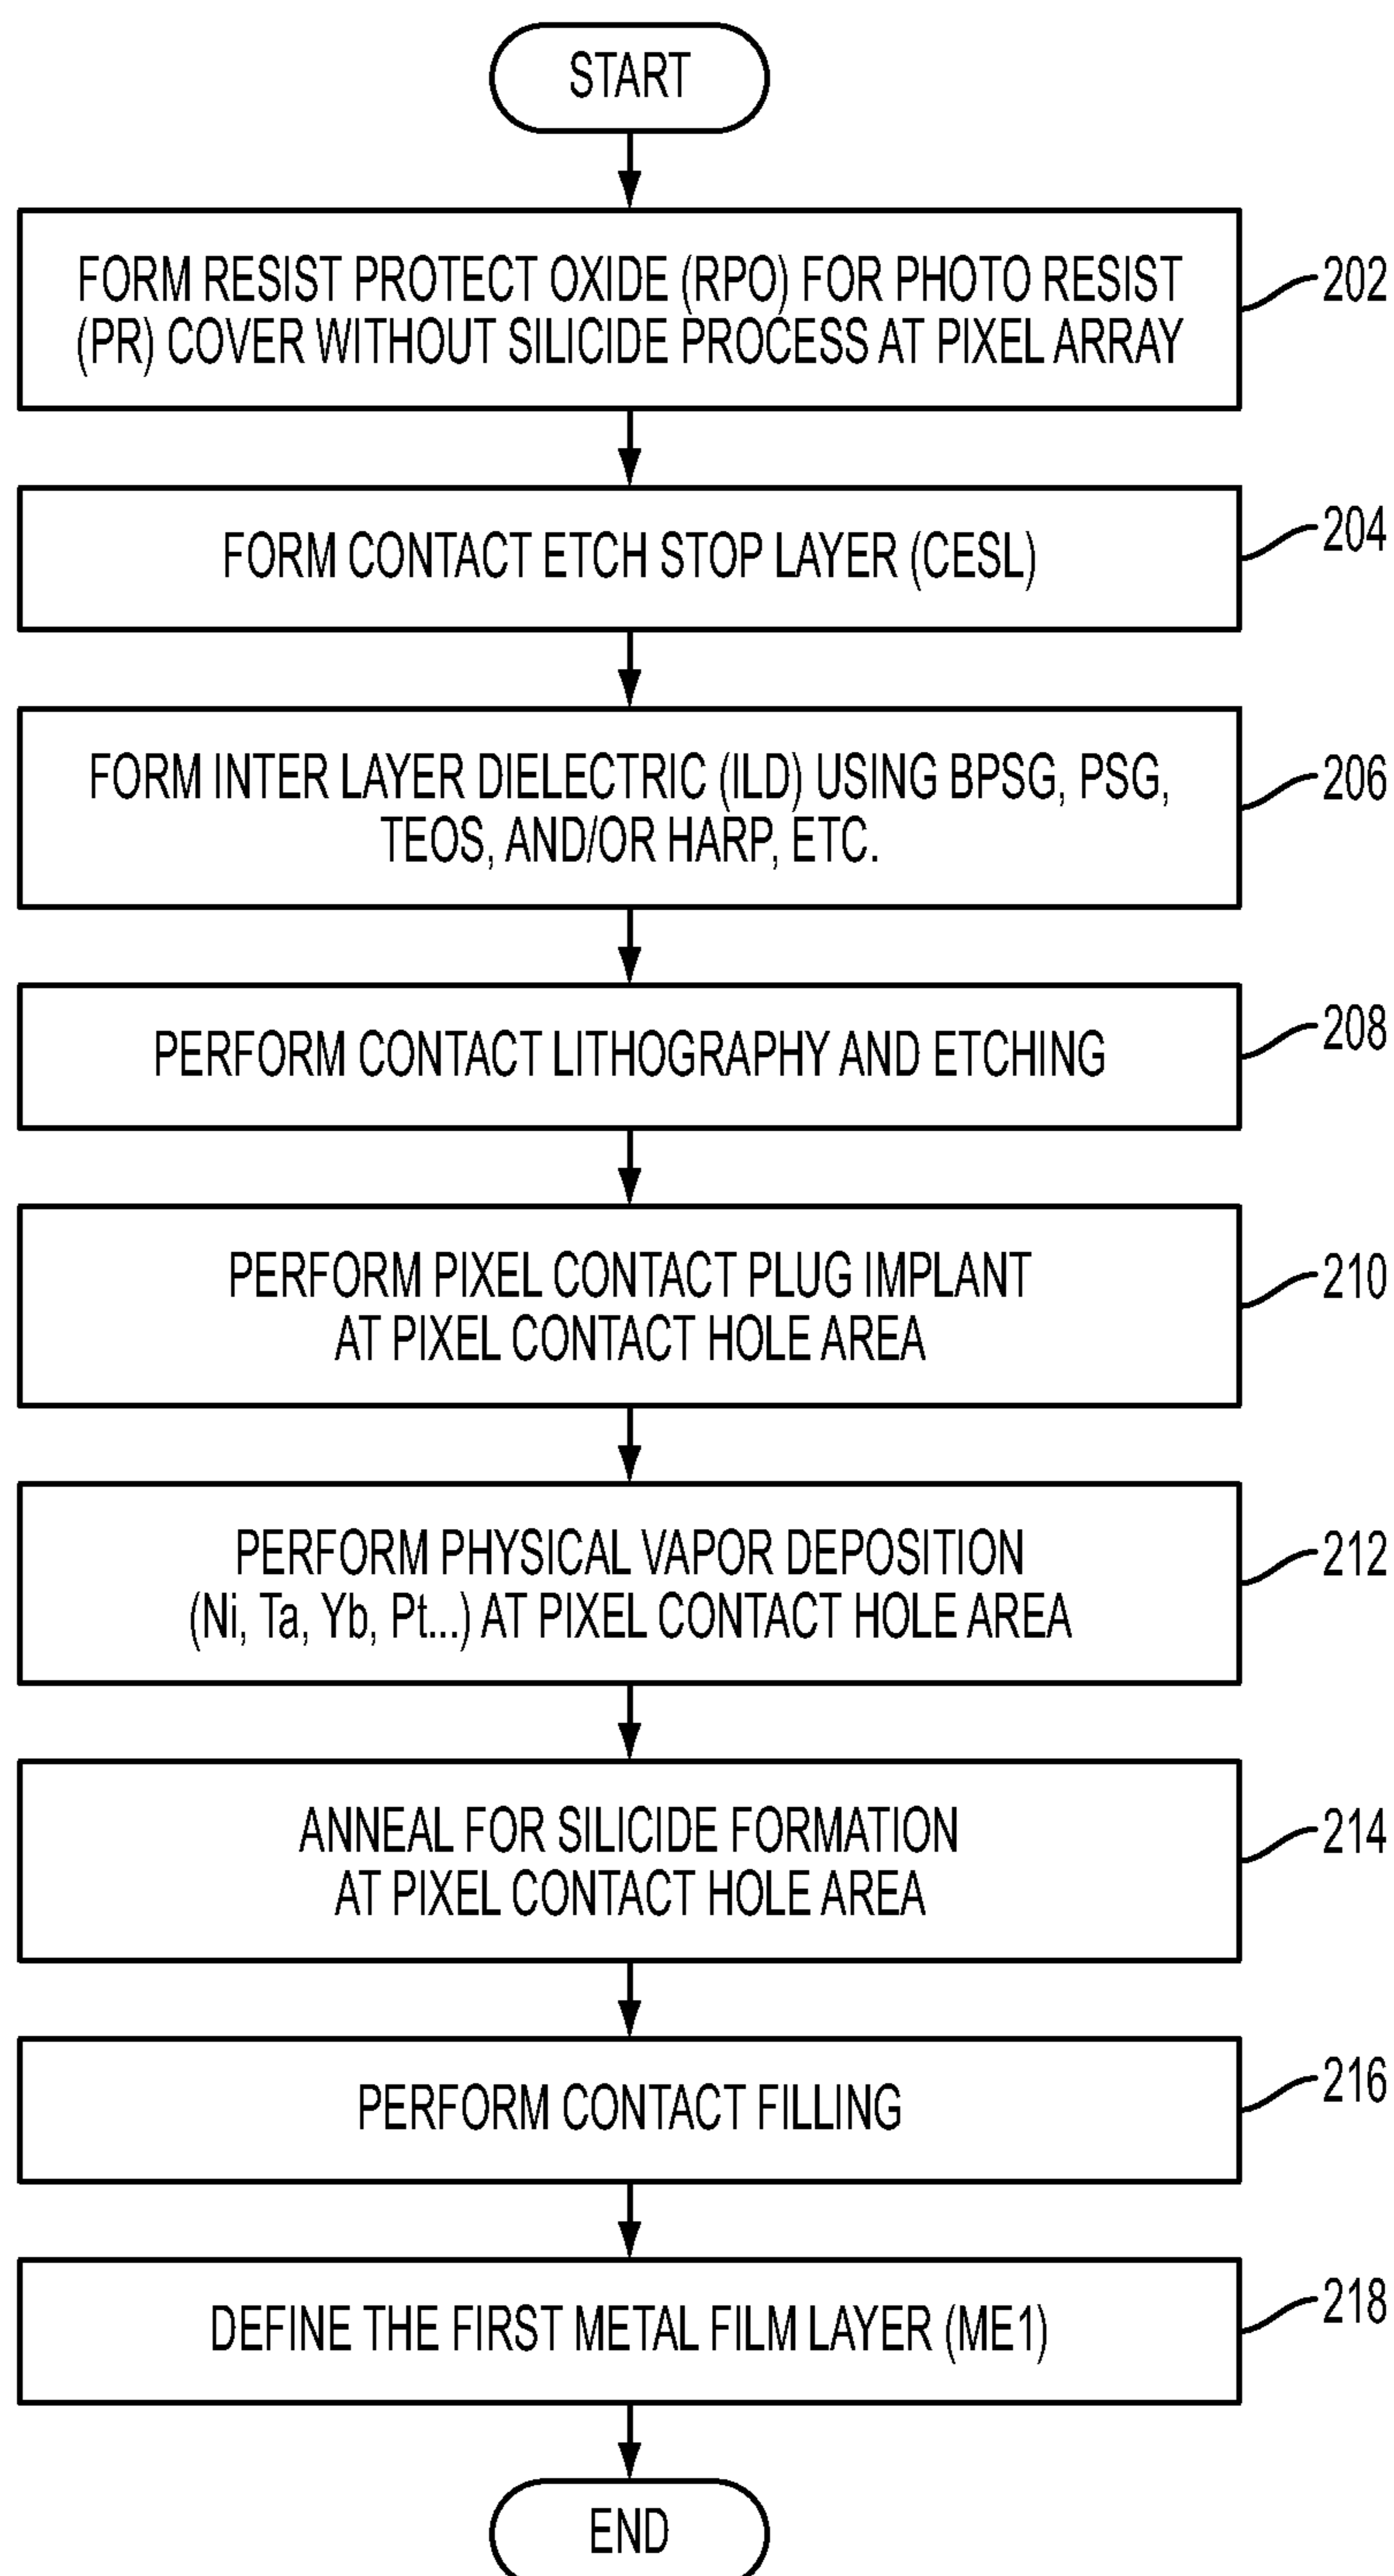 START
FORM RESIST PROTECT OXIDE (RPO) FOR PHOTO RESIST
(PR) COVER WITHOUT SILICIDE PROCESS AT PIXEL ARRAY
202
FORM CONTACT ETCH STOP LAYER (CESL)
204
FORM INTER LAYER DIELECTRIC (ILD) USING BPSG, PSG,
TEOS, AND/OR HARP, ETC.
206
PERFORM CONTACT LITHOGRAPHY AND ETCHING
208
PERFORM PIXEL CONTACT PLUG IMPLANT
AT PIXEL CONTACT HOLE AREA
210
PERFORM PHYSICAL VAPOR DEPOSITION
(Ni, Ta, Yb, Pt...) AT PIXEL CONTACT HOLE AREA
212
ANNEAL FOR SILICIDE FORMATION
AT PIXEL CONTACT HOLE AREA
214
PERFORM CONTACT FILLING
216
DEFINE THE FIRST METAL FILM LAYER (ME1)
218
END